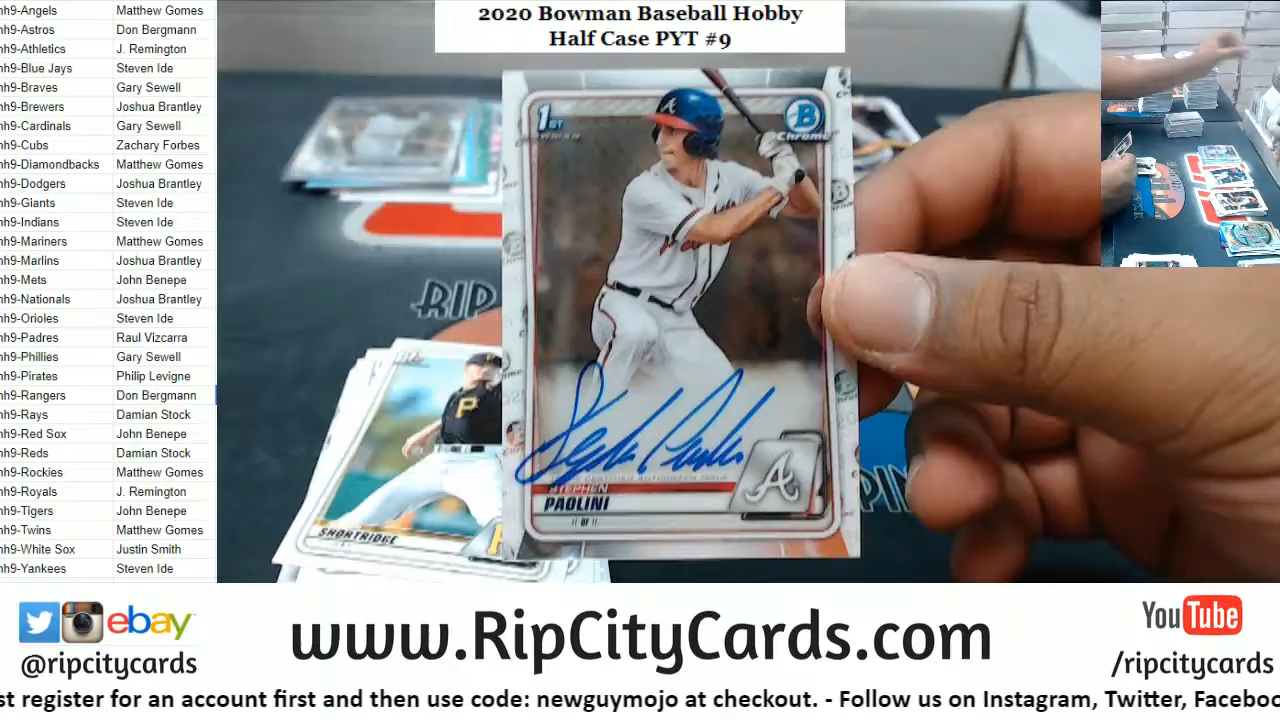 2020 Bowman Baseball Hobby
Half Case PYT #9
nh9-Angels Matthew Gomes
nh9-Astros Don Bergmann
nh9-Athletics J. Remington
nh9-Blue Jays Steven Ide
nh9-Braves Gary Sewell
nh9-Brewers Joshua Brantley
nh9-Cardinals Gary Sewell
nh9-Cubs Zachary Forbes
nh9-Diamondbacks Matthew Gomes
nh9-Dodgers Joshua Brantley
nh9-Giants Steven Ide
nh9-Indians Steven Ide
nh9-Mariners Matthew Gomes
nh9-Marlins Joshua Brantley
nh9-Mets John Benepe
nh9-Nationals Joshua Brantley
nh9-Orioles Steven Ide
nh9-Padres Raul Vizcarra
nh9-Phillies Gary Sewell
nh9-Pirates Philip Levigne
nh9-Rangers Don Bergmann
nh9-Rays Damian Stock
nh9-Red Sox John Benepe
nh9-Reds Damian Stock
nh9-Rockies Matthew Gomes
nh9-Royals J. Remington
nh9-Tigers John Benepe
nh9-Twins Matthew Gomes
nh9-White Sox Justin Smith
nh9-Yankees Steven Ide
1ST
BOWMAN
B
Chrome
A
STEPHEN
PAOLINI
A
RIP
P
SHORTRIDGE
ebay
@ripcitycards
www.RipCityCards.com
YouTube
/ripcitycards
st register for an account first and then use code: newguymojo at checkout. - Follow us on Instagram, Twitter, Facebo